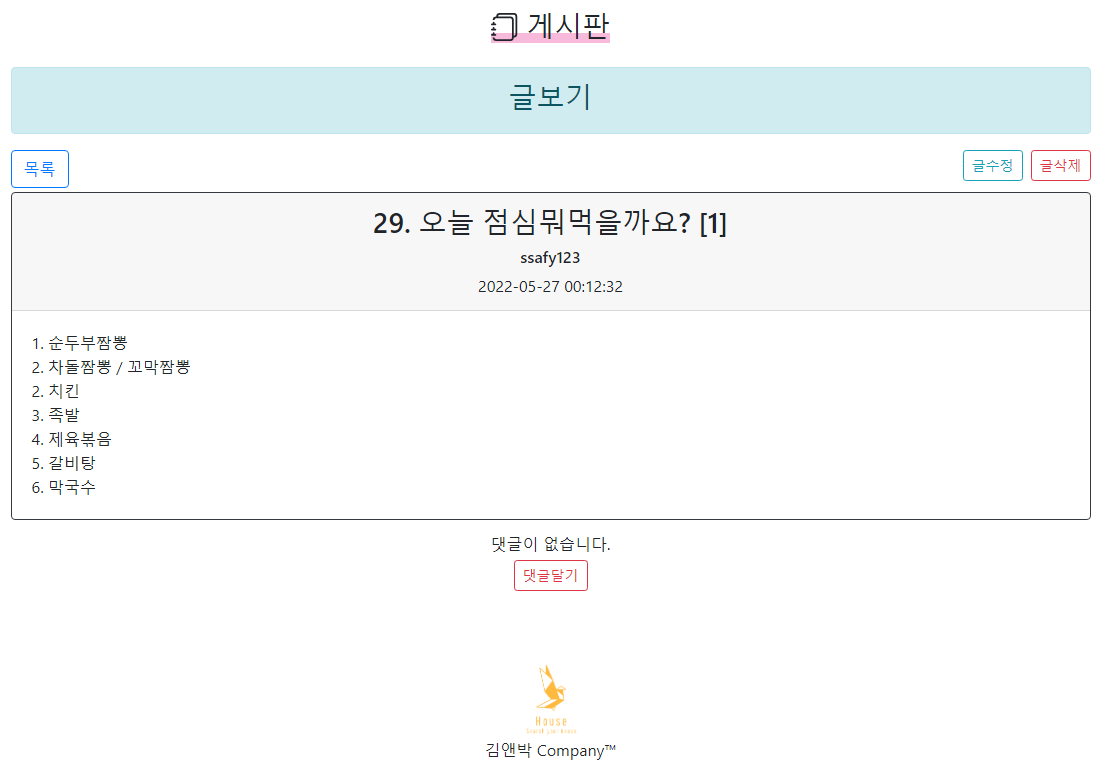 게시판
글보기
목록
글수정 글삭제
29. 오늘 점심뭐먹을까요? [1]
ssafy123
2022-05-27 00:12:32
1. 순두부짬뽕
2. 차돌짬뽕 / 꼬막짬뽕
2. 치킨
3. 족발
4. 제육볶음
5. 갈비탕
6. 막국수
댓글이 없습니다.
댓글달기
House
김앤박 Company™